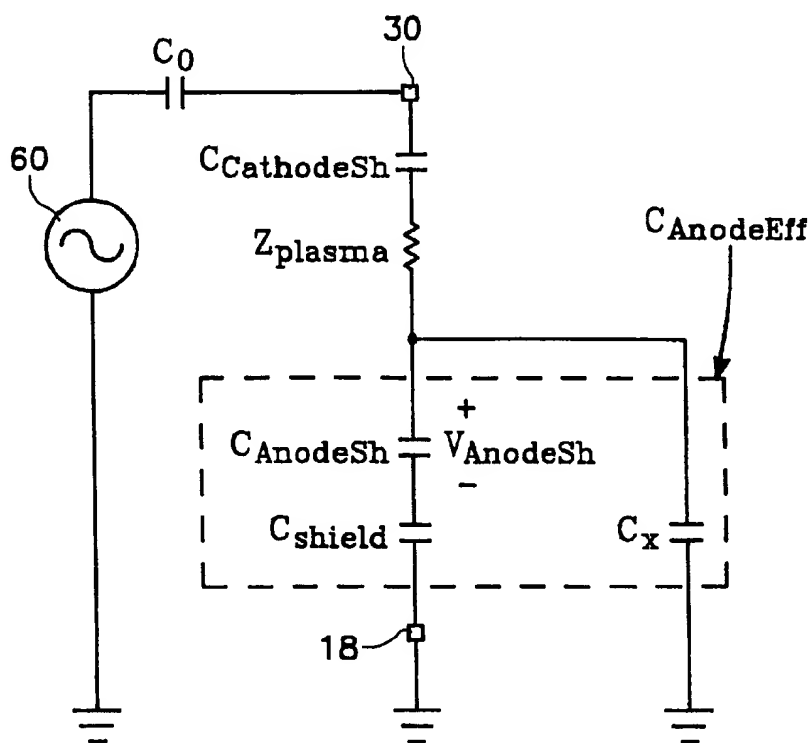 30
C0
CCathodeSh
60
CAnodeEff
Zplasma
+
CAnodeSh
VAnodeSh
-
Cshield
Cx
18